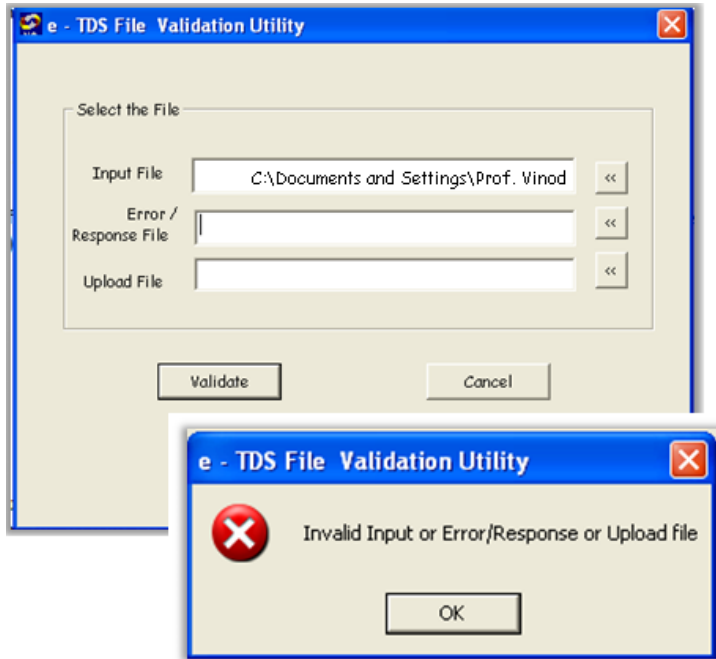 e - TDS File Validation Utility
Select the File
Input File
C:\Documents and Settings\Prof. Vinod
<<
Error /
Response File
<<
Upload File
<<
Validate
Cancel
e - TDS File Validation Utility
Invalid Input or Error/Response or Upload file
OK